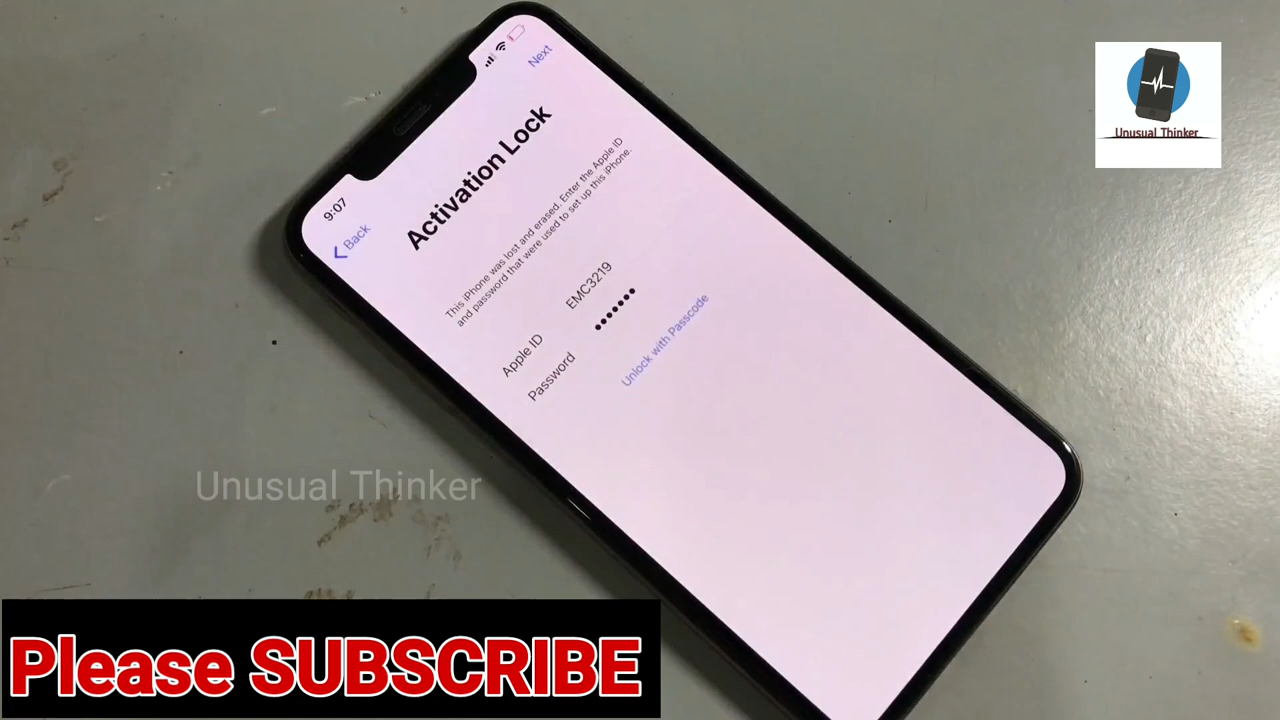 9:07
Back
Next
Activation Lock
This iPhone was lost and erased. Enter the Apple ID
and password that were used to set up this iPhone.
Apple ID EMC3219
Password •••••••
Unlock with Passcode
Unusual Thinker
Unusual Thinker
Please SUBSCRIBE